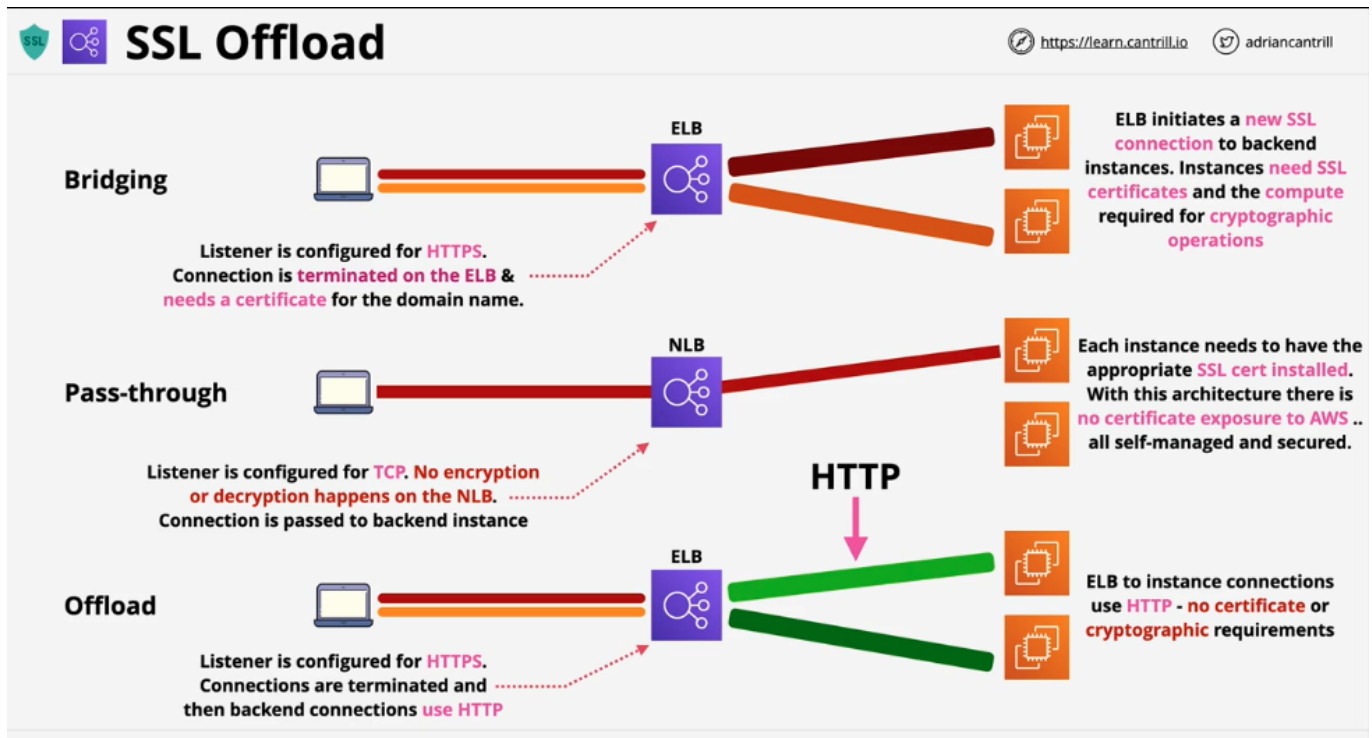 SSL
SSL Offload
https://learn.cantrill.io
adriancantrill
Bridging
ELB
Listener is configured for HTTPS.
Connection is terminated on the ELB &
needs a certificate for the domain name.
ELB initiates a new SSL
connection to backend
instances. Instances need SSL
certificates and the compute
required for cryptographic
operations
Pass-through
NLB
Listener is configured for TCP. No encryption
or decryption happens on the NLB.
Connection is passed to backend instance
Each instance needs to have the
appropriate SSL cert installed.
With this architecture there is
no certificate exposure to AWS ..
all self-managed and secured.
HTTP
Offload
ELB
Listener is configured for HTTPS.
Connections are terminated and
then backend connections use HTTP
ELB to instance connections
use HTTP - no certificate or
cryptographic requirements